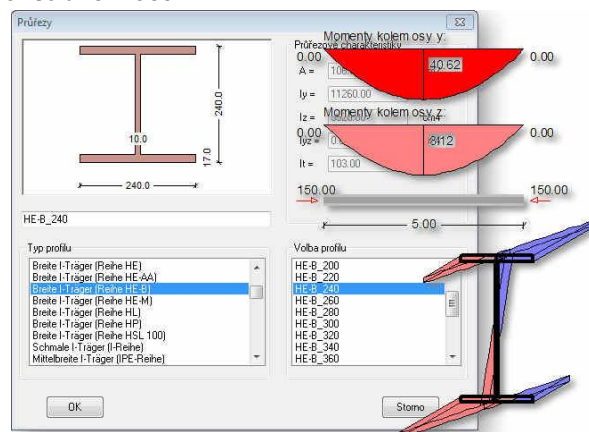 Průřezy
Průřezové charakteristiky
Momenty kolem osy y:
0.00
40.62
0.00
A =
Iy = 11260.00
Iz =
Momenty kolem osy z:
0.00
8.12
0.00
Iyz =
It = 103.00
240.0
10.0
17.0
240.0
150.00
150.00
5.00
HE-B_240
Typ profilu
Breite I-Träger (Reihe HE)
Breite I-Träger (Reihe HE-AA)
Breite I-Träger (Reihe HE-B)
Breite I-Träger (Reihe HE-M)
Breite I-Träger (Reihe HL)
Breite I-Träger (Reihe HP)
Breite I-Träger (Reihe HSL 100)
Schmale I-Träger (I-Reihe)
Mittelbreite I-Träger (IPE-Reihe)
Volba profilu
HE-B_200
HE-B_220
HE-B_240
HE-B_260
HE-B_280
HE-B_300
HE-B_320
HE-B_340
HE-B_360
OK
Storno